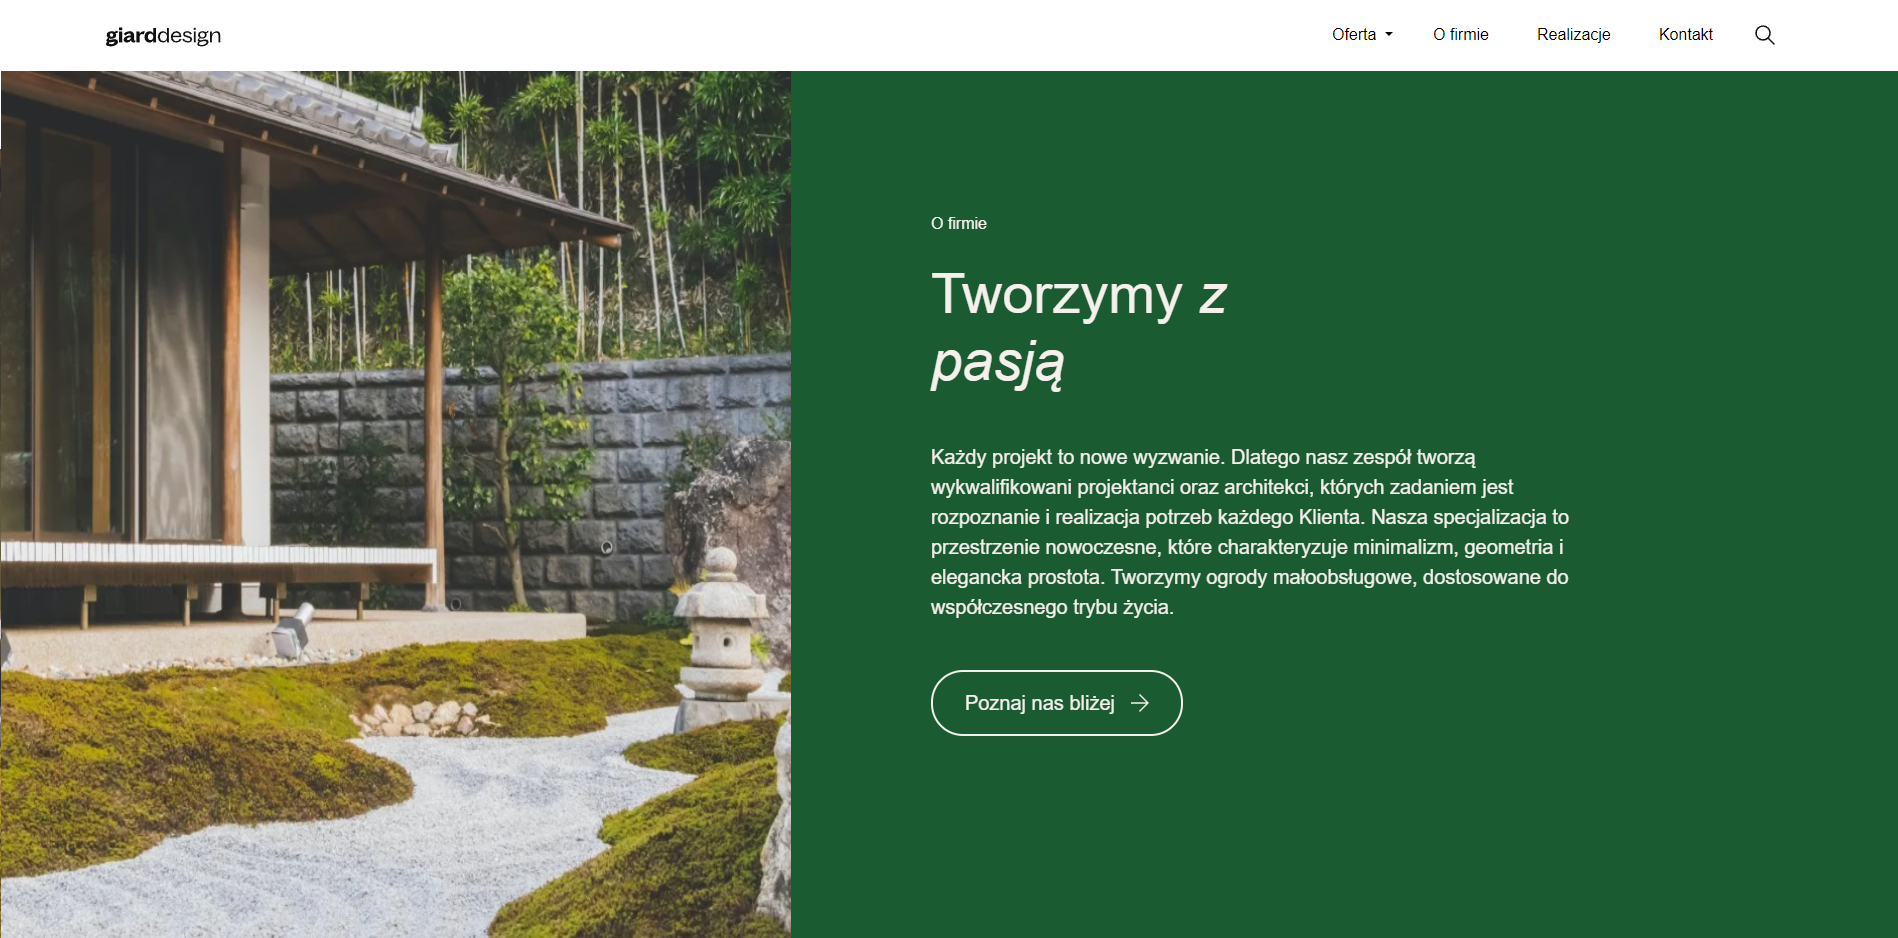 giarddesign
Oferta
O firmie
Realizacje
Kontakt
O firmie
Tworzymy z
pasją
Każdy projekt to nowe wyzwanie. Dlatego nasz zespół tworzą
wykwalifikowani projektanci oraz architekci, których zadaniem jest
rozpoznanie i realizacja potrzeb każdego Klienta. Nasza specjalizacja to
przestrzenie nowoczesne, które charakteryzuje minimalizm, geometria i
elegancka prostota. Tworzymy ogrody małoobsługowe, dostosowane do
współczesnego trybu życia.
Poznaj nas bliżej